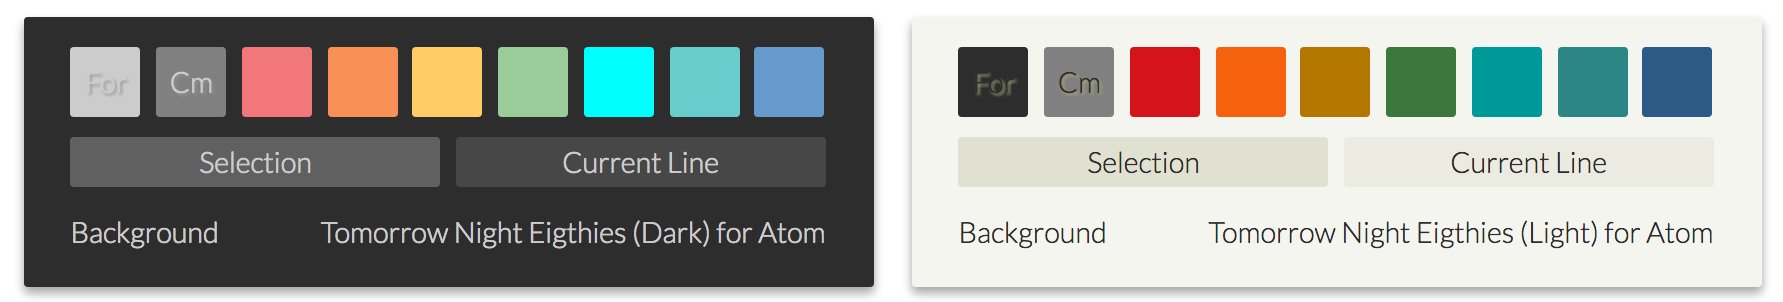 For Cm
Selection Current Line
Background Tomorrow Night Eigthies (Dark) for Atom
For Cm
Selection Current Line
Background Tomorrow Night Eigthies (Light) for Atom